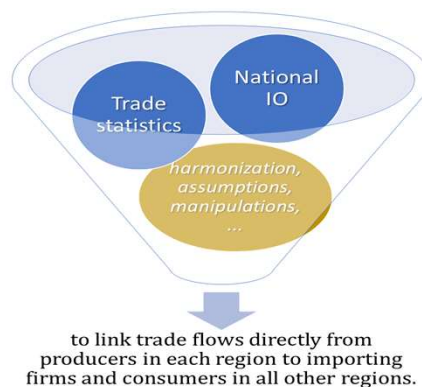 National
IO
Trade
statistics
harmonization,
assumptions,
manipulations,
...
to link trade flows directly from
producers in each region to importing
firms and consumers in all other regions.